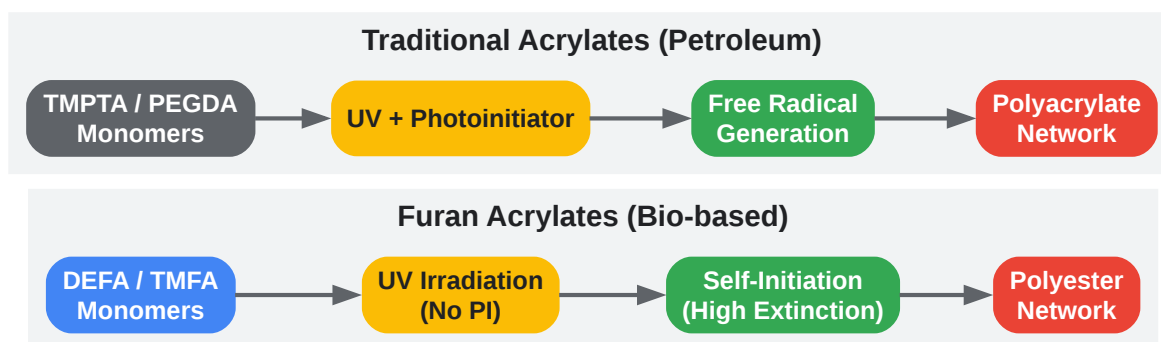 Traditional Acrylates (Petroleum)
TMPTA / PEGDA
Monomers
UV + Photoinitiator
Free Radical
Generation
Polyacrylate
Network
Furan Acrylates (Bio-based)
DEFA / TMFA
Monomers
UV Irradiation
(No PI)
Self-Initiation
(High Extinction)
Polyester
Network